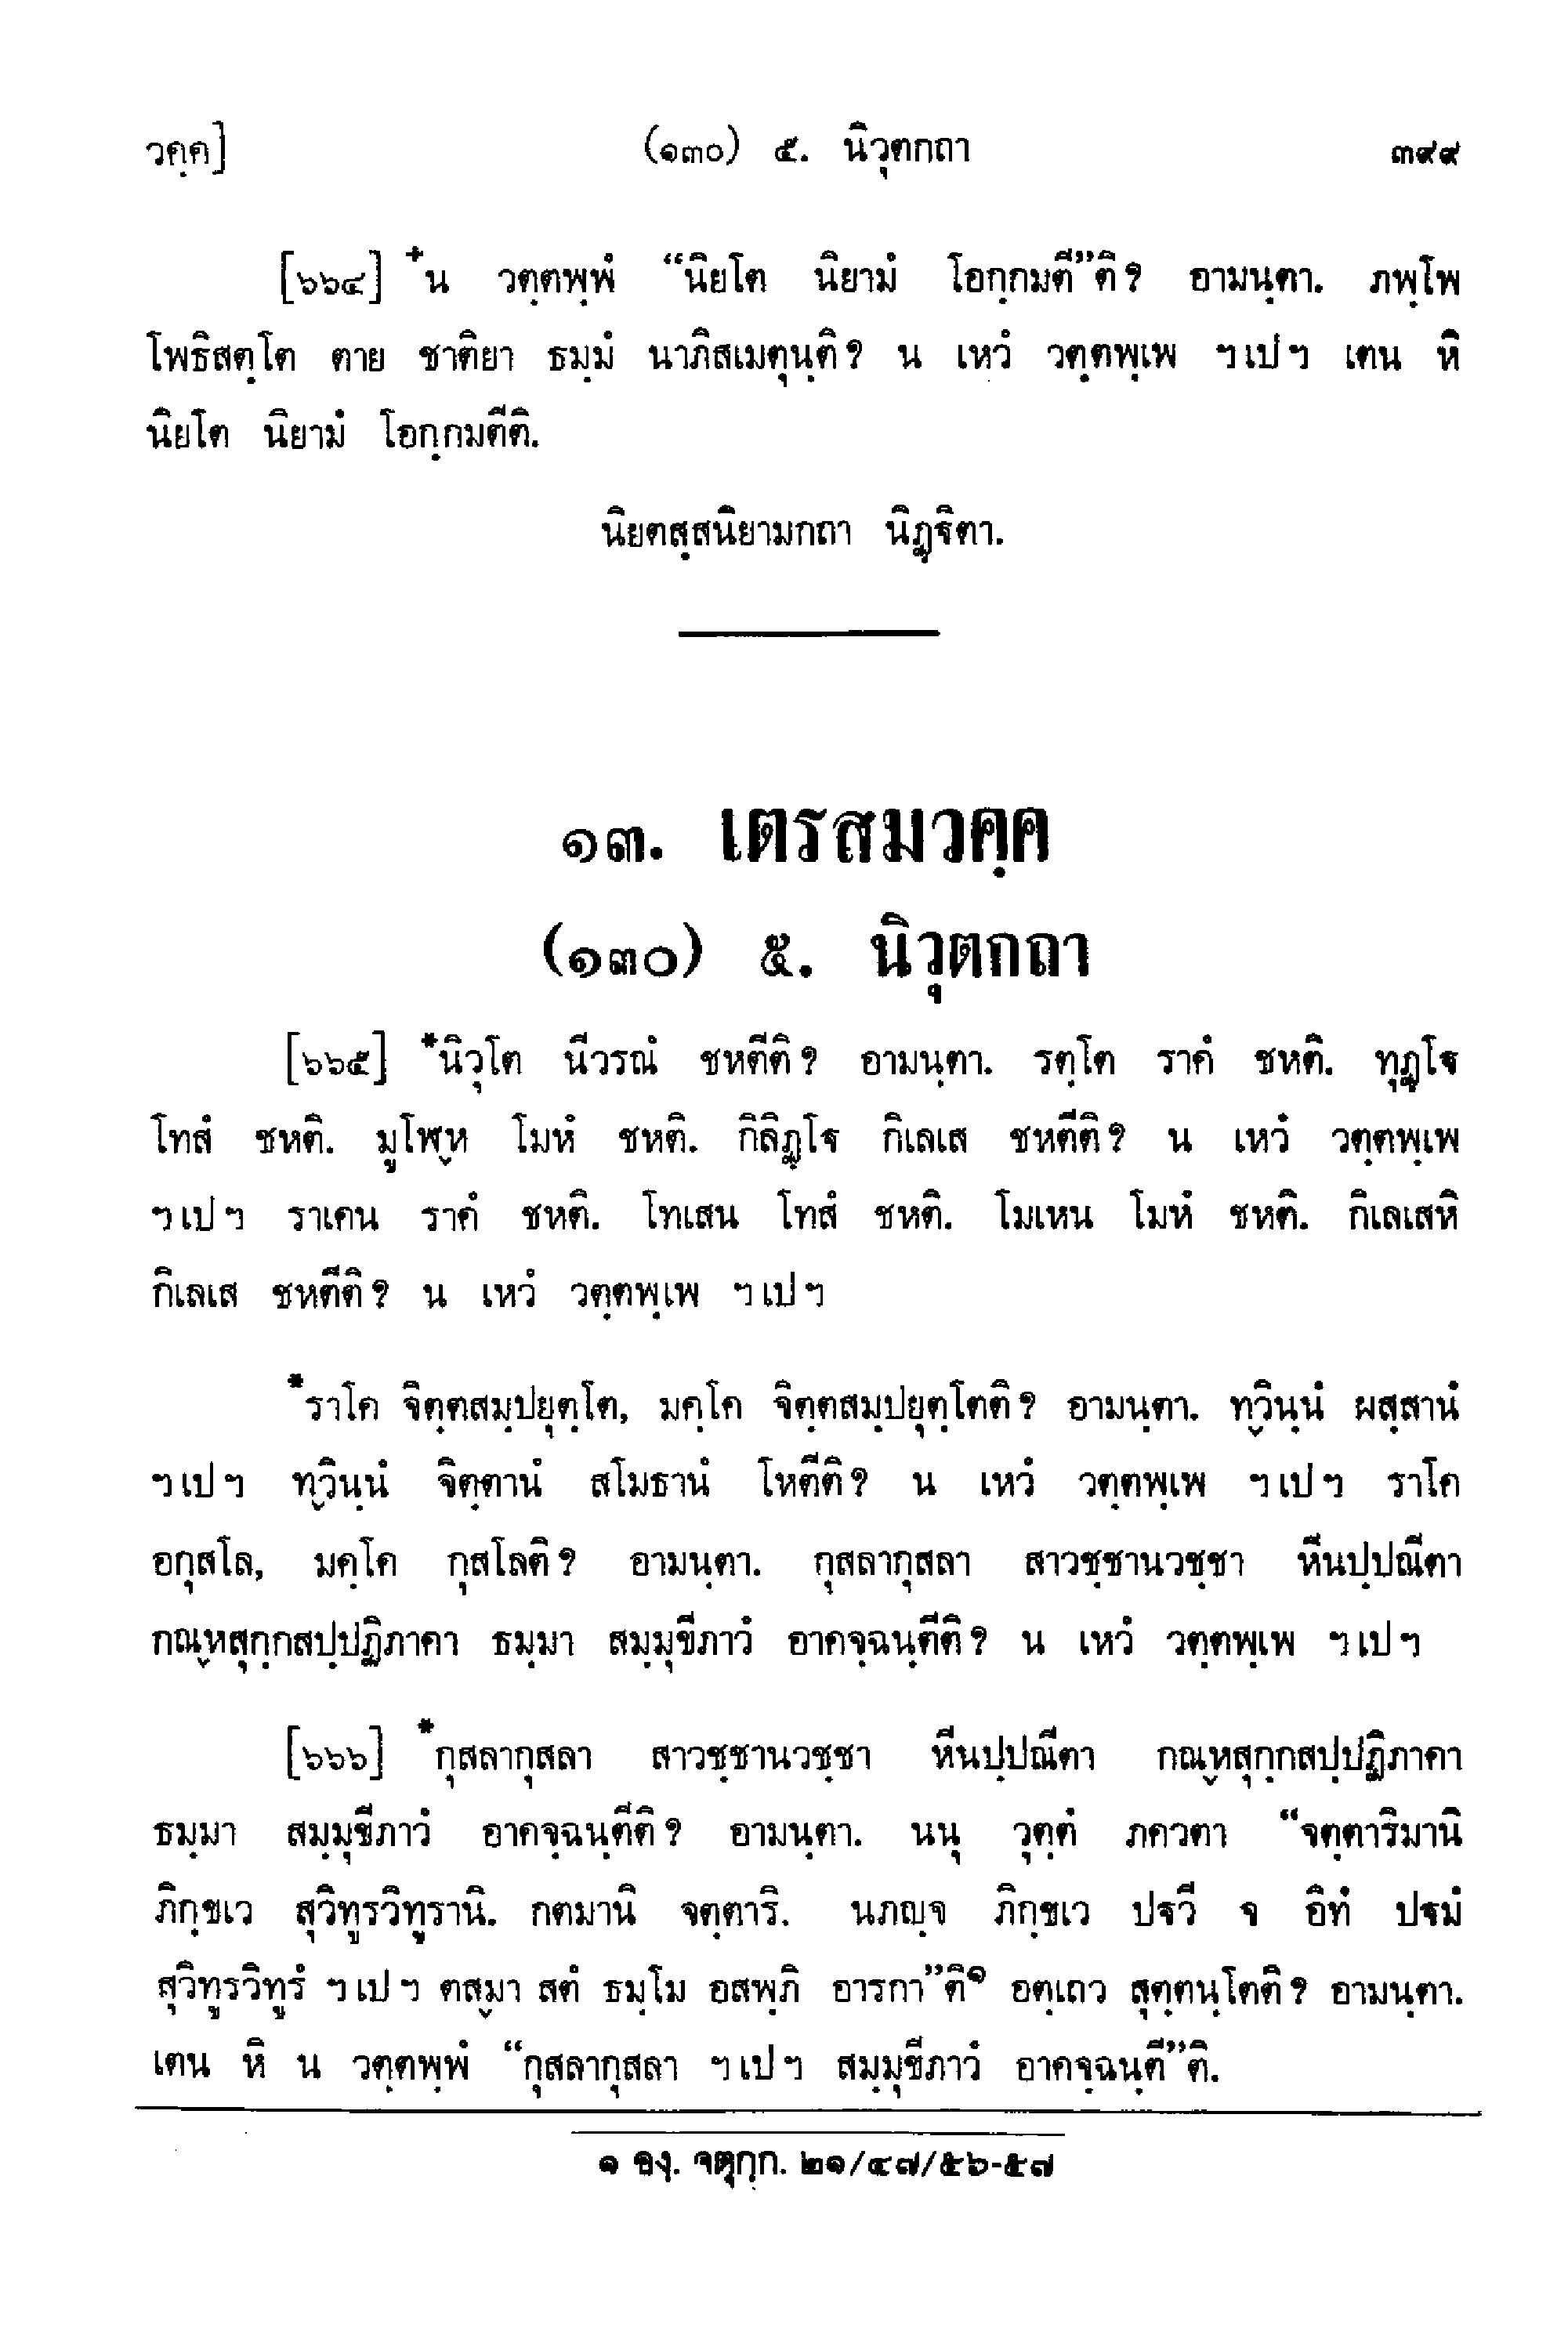 วคฺค]
(๑๓๐) ๕. นิวุตกถา
๓๙๙
[๖๖๔] ⁺น วตฺตพฺพํ “นิยโต นิยามํ โอกฺกมตี”ติ? อามนฺตา. ภพฺโพ
โพธิสตฺโต ตาย ชาติยา ธมฺมํ นาภิสเมตุนฺติ? น เหวํ วตฺตพฺเพ ฯเปฯ เตน หิ
นิยโต นิยามํ โอกฺกมตีติ.
นิยตสฺสนิยามกถา นิฏฺฐิตา.
๑๓. เตรสมวคฺค
(๑๓๐) ๕. นิวุตกถา
[๖๖๕] *นิวุโต นีวรณํ ชหตีติ? อามนฺตา. รตฺโต ราคํ ชหติ. ทุฏฺโฐ
โทสํ ชหติ. มูโฬฺห โมหํ ชหติ. กิลิฏฺโฐ กิเลเส ชหตีติ? น เหวํ วตฺตพฺเพ
ฯเปฯ ราเคน ราคํ ชหติ. โทเสน โทสํ ชหติ. โมเหน โมหํ ชหติ. กิเลเสหิ
กิเลเส ชหตีติ? น เหวํ วตฺตพฺเพ ฯเปฯ
*ราโค จิตฺตสมฺปยุตฺโต, มคฺโค จิตฺตสมฺปยุตฺโตติ? อามนฺตา. ทฺวินฺนํ ผสฺสานํ
ฯเปฯ ทฺวินฺนํ จิตฺตานํ สโมธานํ โหตีติ? น เหวํ วตฺตพฺเพ ฯเปฯ ราโค
อกุสโล, มคฺโค กุสโลติ? อามนฺตา. กุสลากุสลา สาวชฺชานวชฺชา หีนปฺปณีตา
กณฺหสุกฺกสปฺปฏิภาคา ธมฺมา สมฺมุขีภาวํ อาคจฺฉนฺตีติ? น เหวํ วตฺตพฺเพ ฯเปฯ
[๖๖๖] *กุสลากุสลา สาวชฺชานวชฺชา หีนปฺปณีตา กณฺหสุกฺกสปฺปฏิภาคา
ธมฺมา สมฺมุขีภาวํ อาคจฺฉนฺตีติ? อามนฺตา. นนุ วุตฺตํ ภควตา “จตฺตาริมานิ
ภิกฺขเว สุวิทูรวิทูรานิ. กตมานิ จตฺตาริ. นภญฺจ ภิกฺขเว ปฐวี จ อิทํ ปฐมํ
สุวิทูรวิทูรํ ฯเปฯ ตสฺมา สตํ ธมฺโม อสพฺภิ อารกา”ติ๑ อตฺเถว สุตฺตนฺโตติ? อามนฺตา.
เตน หิ น วตฺตพฺพํ “กุสลากุสลา ฯเปฯ สมฺมุขีภาวํ อาคจฺฉนฺตี”ติ.
๑ องฺ. จตุกฺก. ๒๑/๔๗/๕๖-๕๗